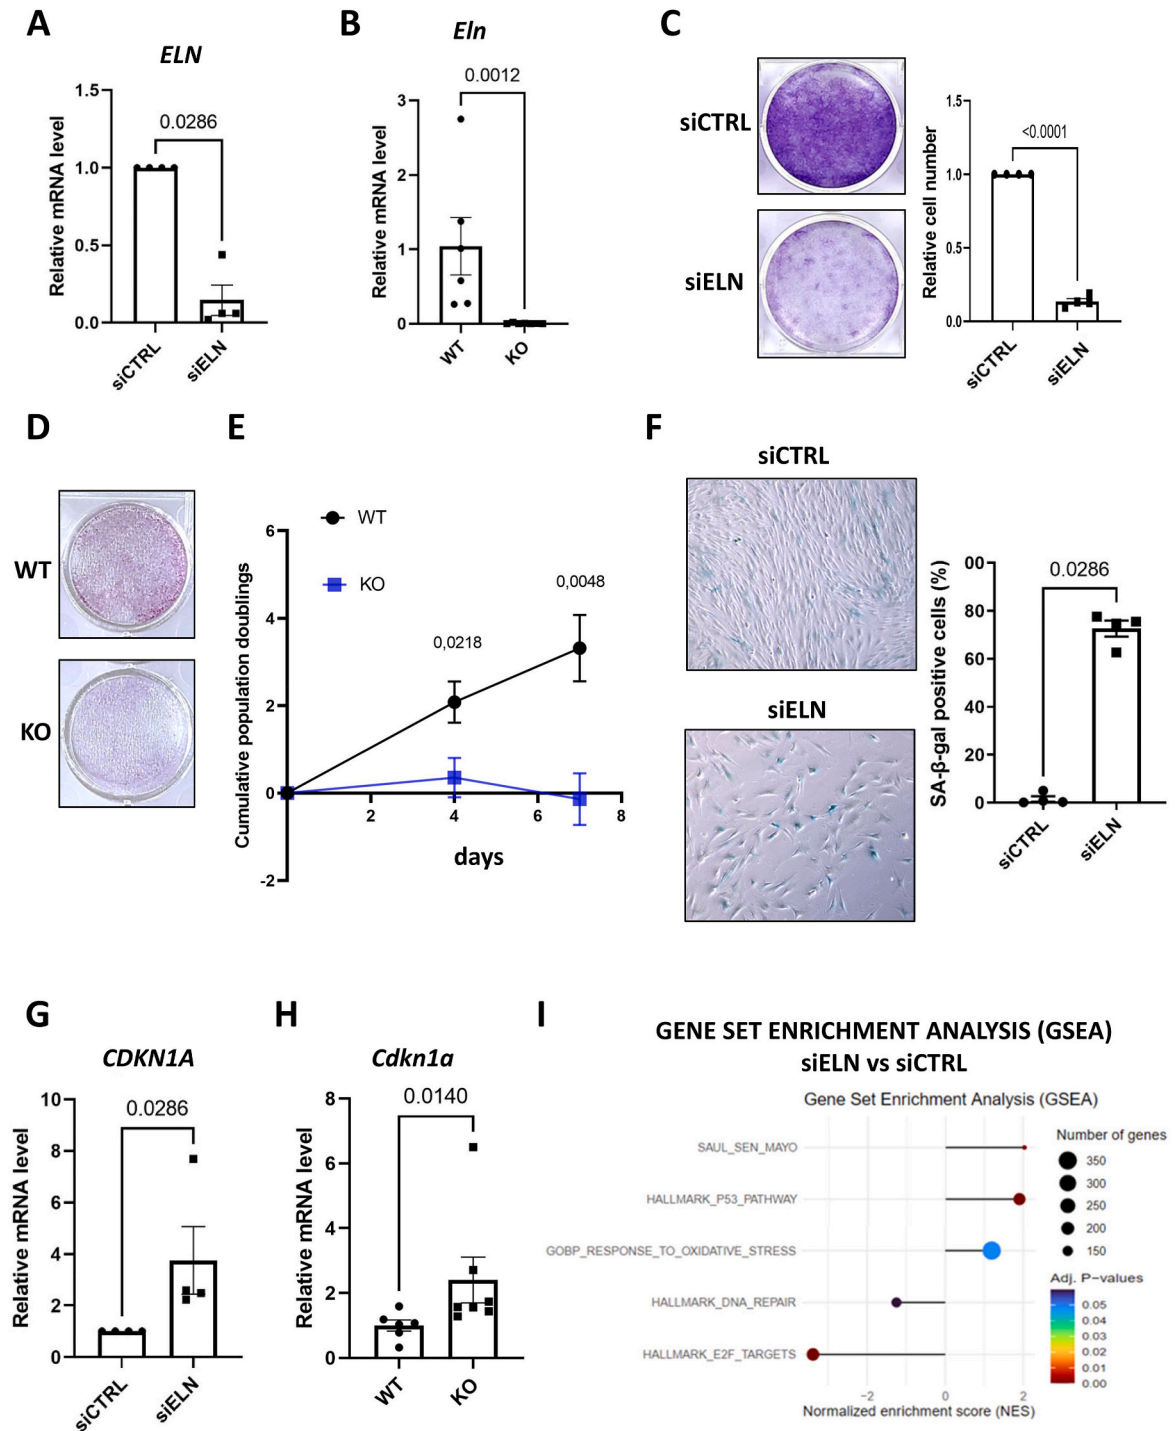 A
ELN
1.5
1.0
0.5
0.0
Relative mRNA level
0.0286
siCTRL
siELN
B
Eln
3
2
1
0
Relative mRNA level
0.0012
WT
KO
C
siCTRL
siELN
1.5
1.0
0.5
0.0
Relative cell number
<0.0001
siCTRL
siELN
D
WT
KO
E
WT
KO
6
4
2
0
-2
Cumulative population doublings
0,0218
0,0048
2
4
6
8
days
F
siCTRL
siELN
00
80
60
40
20
0
SA-β-gal positive cells (%)
0.0286
siCTRL
siELN
G
CDKN1A
10
8
6
4
2
0
Relative mRNA level
0.0286
siCTRL
siELN
H
Cdkn1a
8
6
4
2
0
Relative mRNA level
0.0140
WT
KO
I
GENE SET ENRICHMENT ANALYSIS (GSEA)
siELN vs siCTRL
Gene Set Enrichment Analysis (GSEA)
SAUL_SEN_MAYO
HALLMARK_P53_PATHWAY
GOBP_RESPONSE_TO_OXIDATIVE_STRESS
HALLMARK_DNA_REPAIR
HALLMARK_E2F_TARGETS
−2
0
2
Normalized enrichment score (NES)
Number of genes
350
300
250
200
150
Adj. P-values
0.05
0.04
0.03
0.02
0.01
0.00